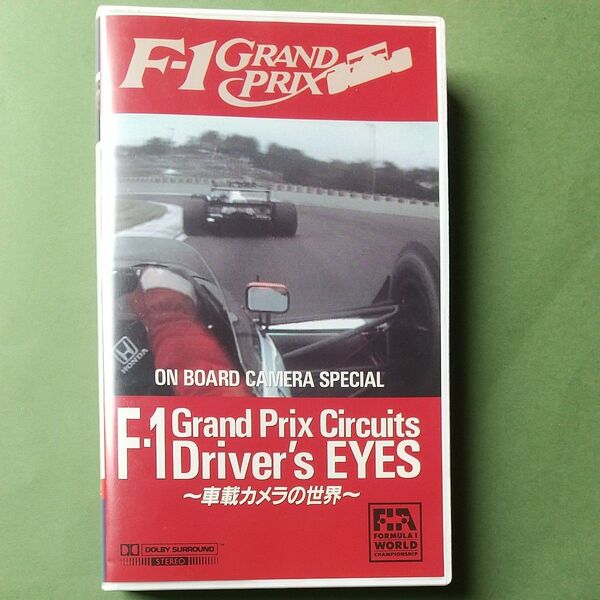 F-1 GRAND PRIX
HONDA
ON BOARD CAMERA SPECIAL
F-1 Grand Prix Circuits
Driver's EYES
～車載カメラの世界～
DOLBY SURROUND
STEREO
FIA
FORMULA 1
WORLD
CHAMPIONSHIP